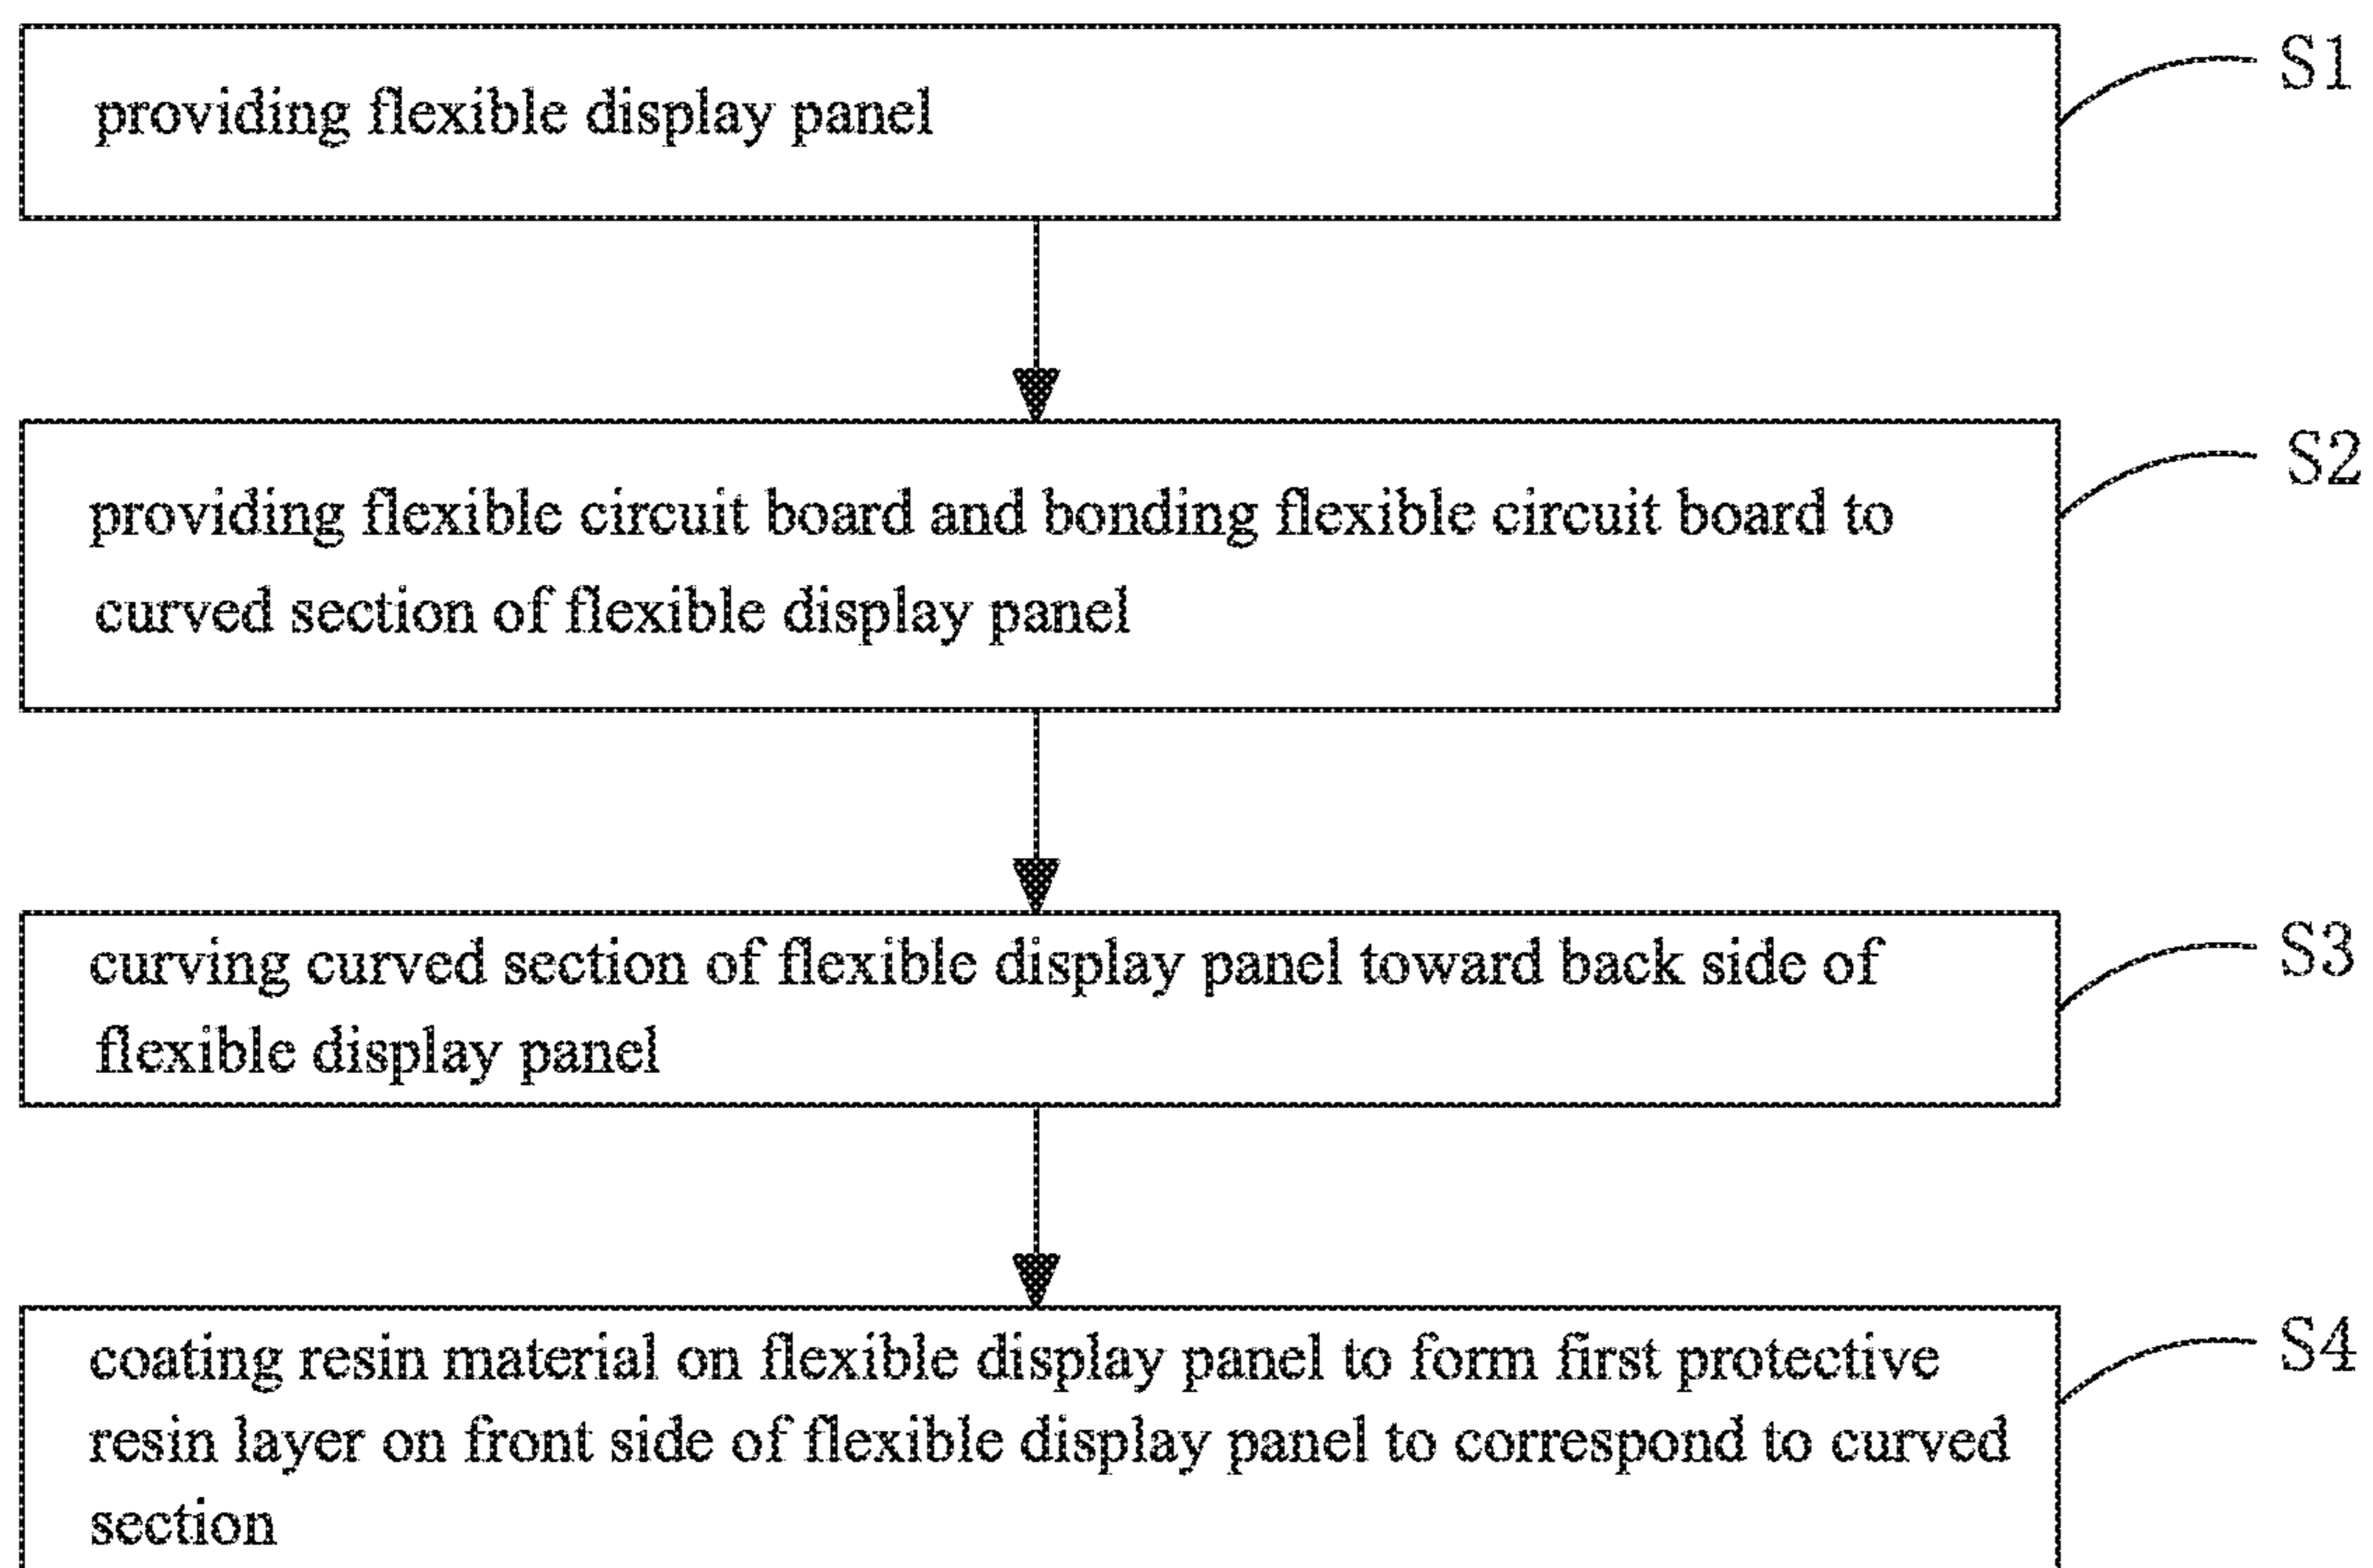 providing flexible display panel
S1
providing flexible circuit board and bonding flexible circuit board to
curved section of flexible display panel
S2
curving curved section of flexible display panel toward back side of
flexible display panel
S3
coating resin material on flexible display panel to form first protective
resin layer on front side of flexible display panel to correspond to curved
section
S4